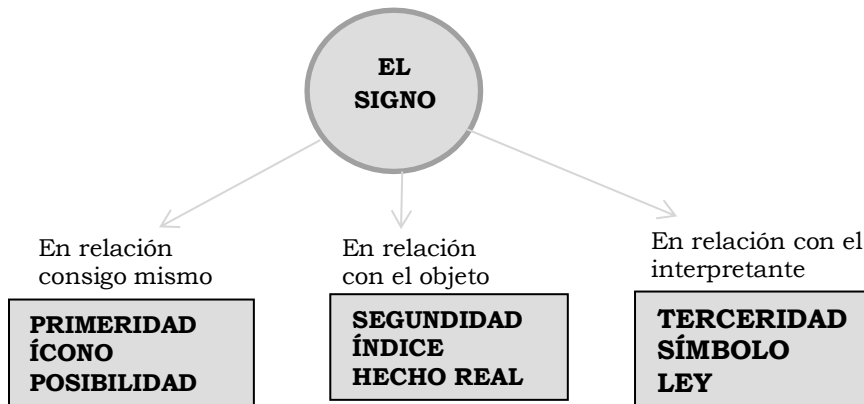 EL
SIGNO
En relación
consigo mismo
PRIMERIDAD
ÍCONO
POSIBILIDAD
En relación
con el objeto
SEGUNDIDAD
ÍNDICE
HECHO REAL
En relación con el
interpretante
TERCERIDAD
SÍMBOLO
LEY